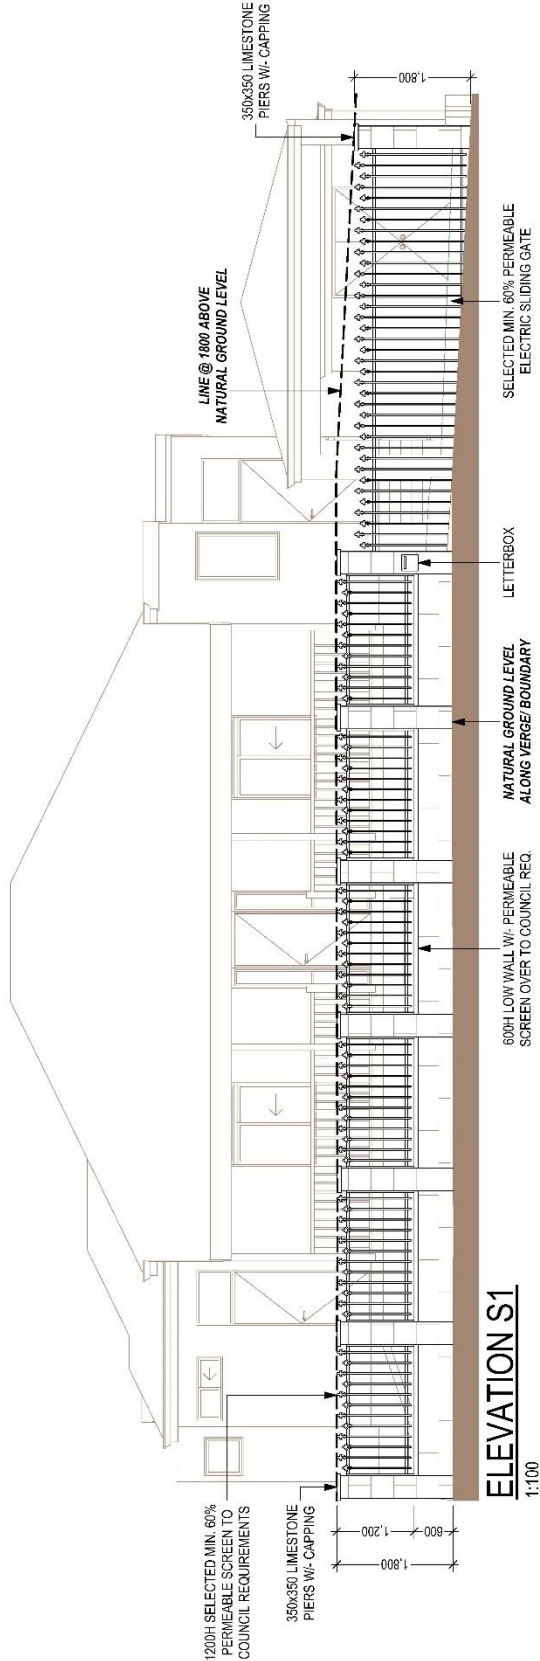 350x350 LIMESTONE
PIERS W/- CAPPING
1,800
LINE @ 1800 ABOVE
NATURAL GROUND LEVEL
SELECTED MIN. 60% PERMEABLE
ELECTRIC SLIDING GATE
LETTERBOX
NATURAL GROUND LEVEL
ALONG VERGE/ BOUNDARY
600H LOW WALL W/- PERMEABLE
SCREEN OVER TO COUNCIL REQ.
1200H SELECTED MIN. 60%
PERMEABLE SCREEN TO
COUNCIL REQUIREMENTS
350x350 LIMESTONE
PIERS W/- CAPPING
1,200
600
1,800
ELEVATION S1
1:100